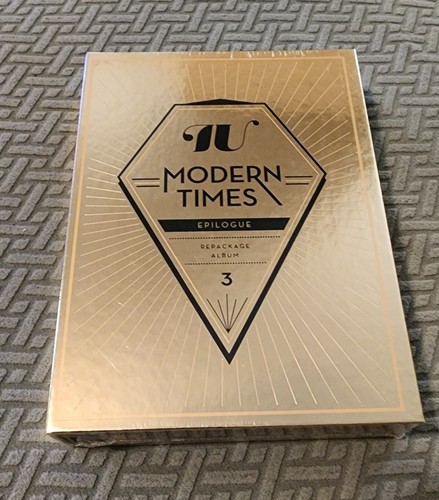 IU
MODERN
TIMES
EPILOGUE
REPACKAGE
ALBUM
3